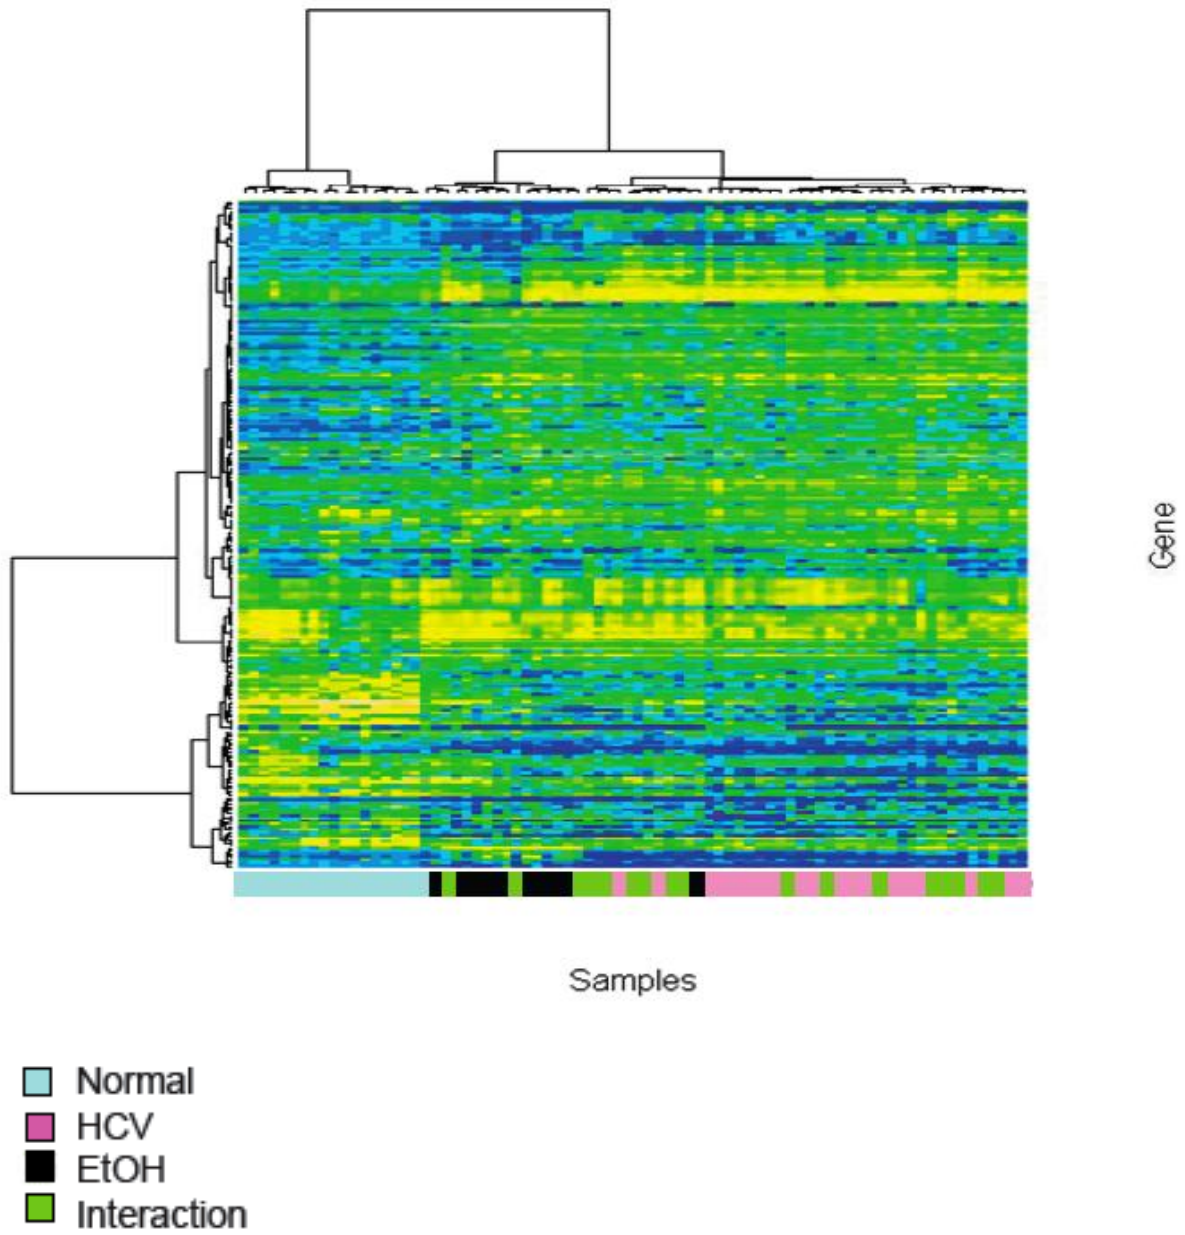 Gene
Samples
Normal
HCV
EtOH
Interaction